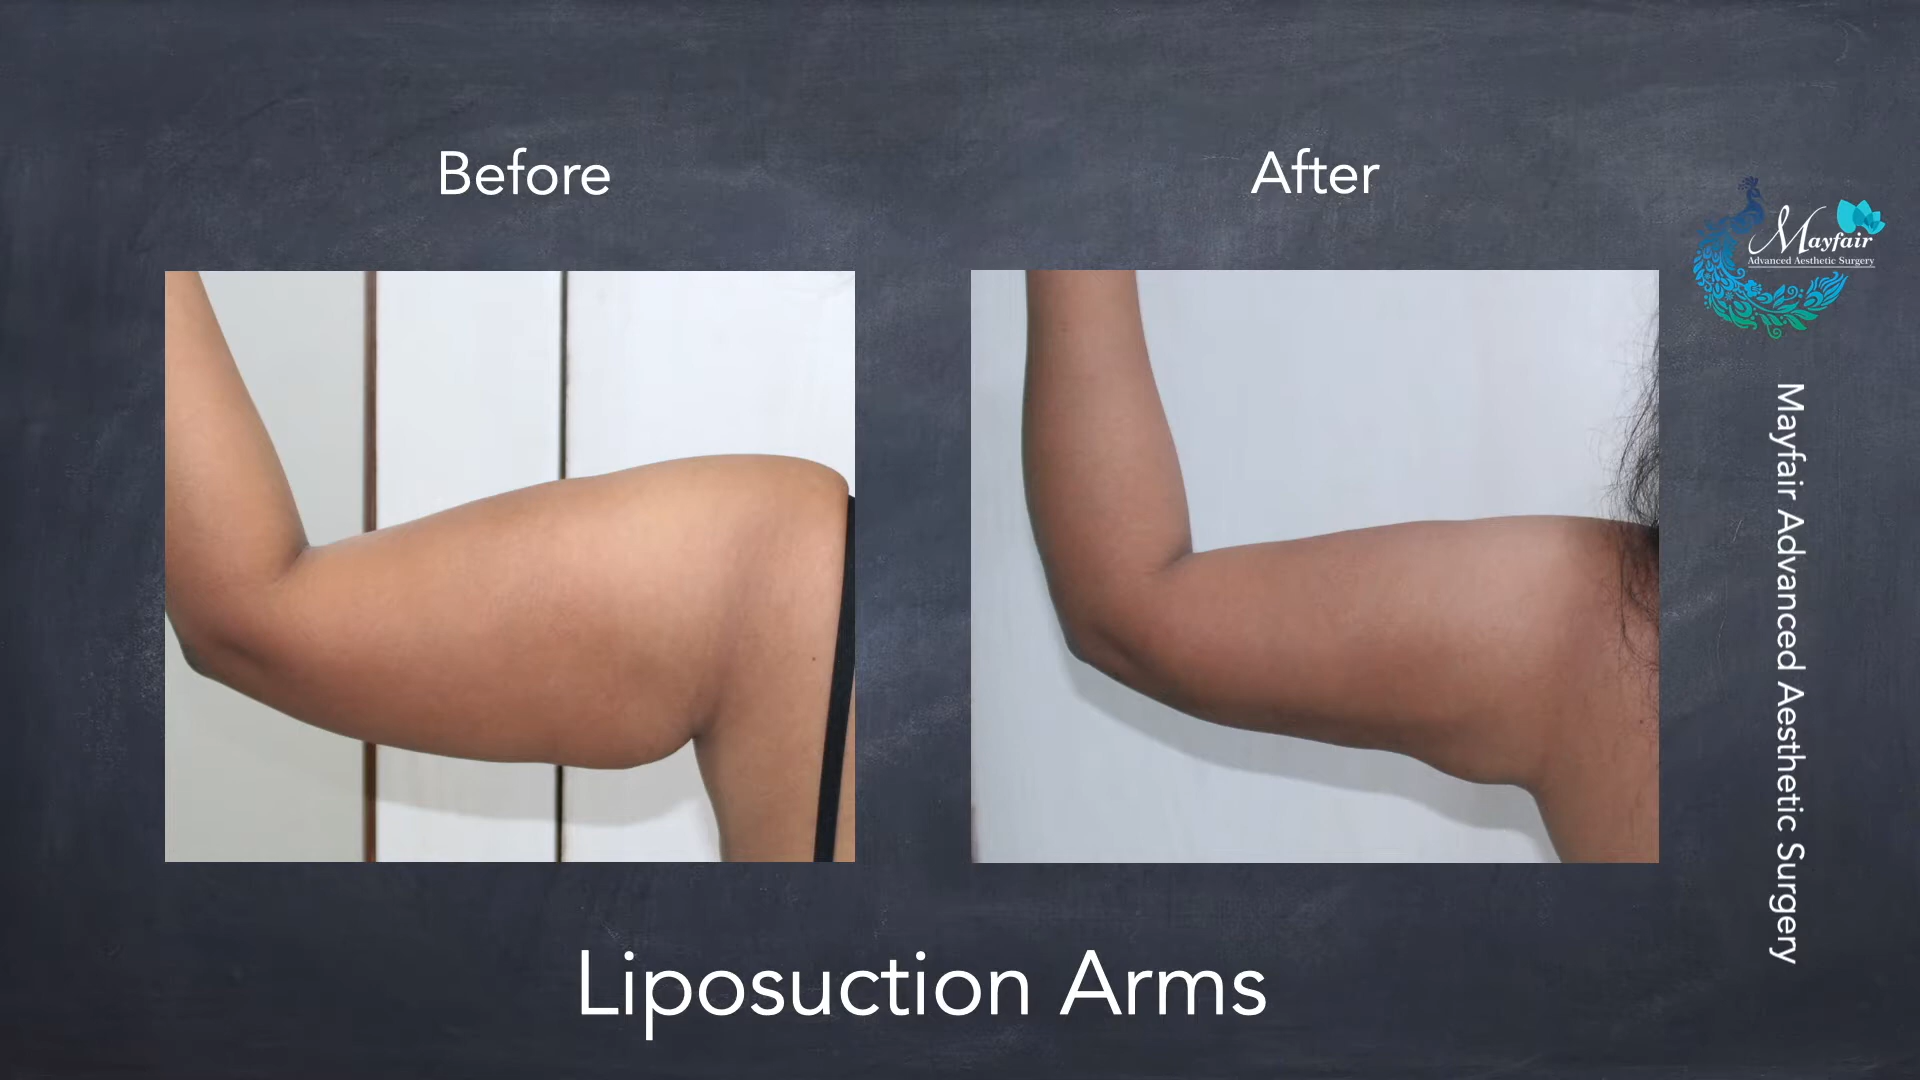 Before
After
Mayfair
Advanced Aesthetic Surgery
Mayfair Advanced Aesthetic Surgery
Liposuction Arms